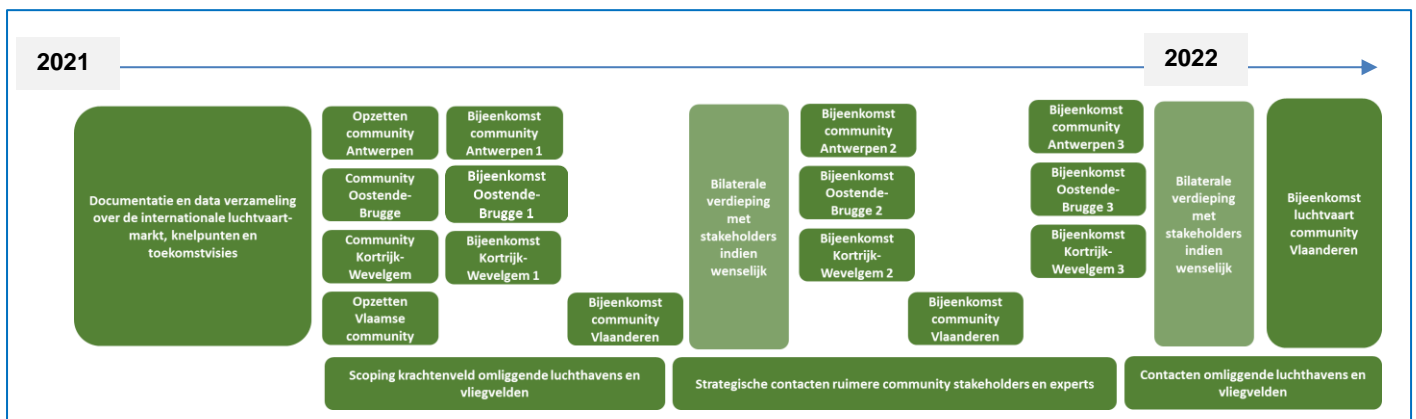 2021
2022
Documentatie en data verzameling
over de internationale luchtvaart-
markt, knelpunten en
toekomstvisies
Opzetten
community
Antwerpen
Community
Oostende-
Brugge
Community
Kortrijk-
Wevelgem
Opzetten
Vlaamse
community
Bijeenkomst
community
Antwerpen 1
Bijeenkomst
Oostende-
Brugge 1
Bijeenkomst
Kortrijk-
Wevelgem 1
Bijeenkomst
community
Vlaanderen
Bilaterale
verdieping
met
stakeholders
indien
wenselijk
Bijeenkomst
community
Antwerpen 2
Bijeenkomst
Oostende-
Brugge 2
Bijeenkomst
Kortrijk-
Wevelgem 2
Bijeenkomst
community
Vlaanderen
Bijeenkomst
community
Antwerpen 3
Bijeenkomst
Oostende-
Brugge 3
Bijeenkomst
Kortrijk-
Wevelgem 3
Bilaterale
verdieping
met
stakeholders
indien
wenselijk
Bijeenkomst
luchtvaart
community
Vlaanderen
Scoping krachtenveld omliggende luchthavens en
vliegvelden
Strategische contacten ruimere community stakeholders en experts
Contacten omliggende luchthavens en
vliegvelden